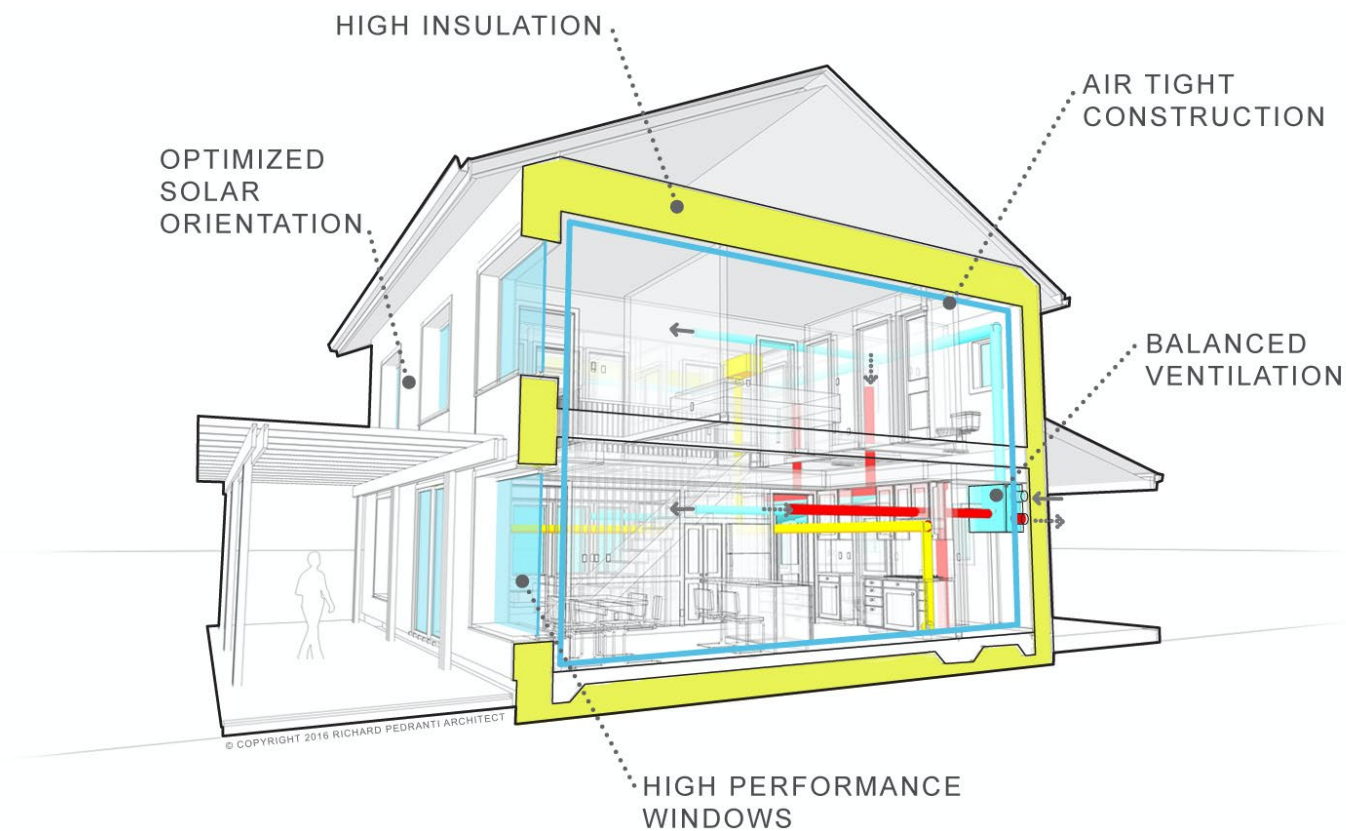 HIGH INSULATION
AIR TIGHT
CONSTRUCTION
OPTIMIZED
SOLAR
ORIENTATION
BALANCED
VENTILATION
© COPYRIGHT 2016 RICHARD PEDRANTI ARCHITECT
HIGH PERFORMANCE
WINDOWS